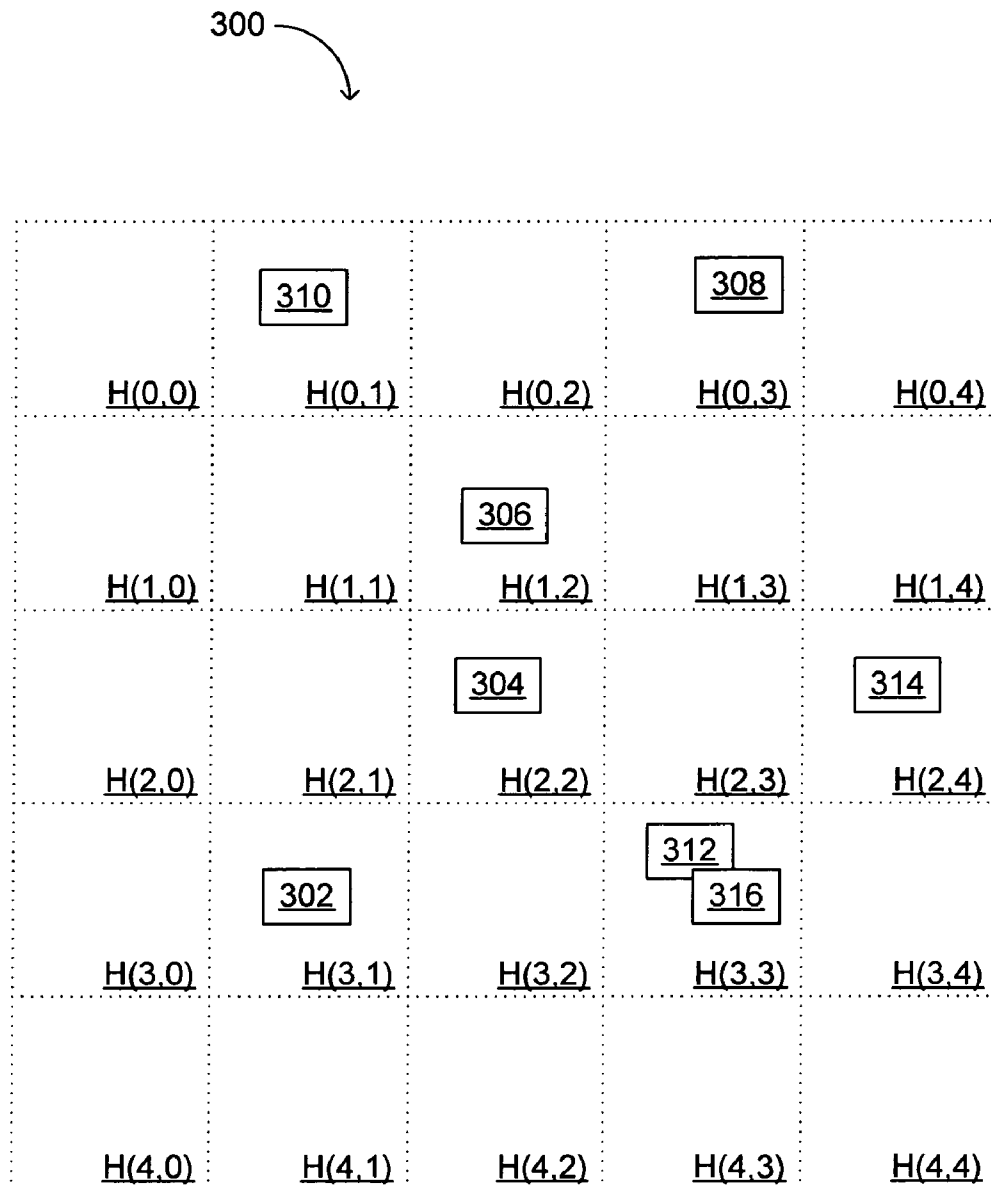 300
310 308
H(0,0) H(0,1) H(0,2) H(0,3) H(0,4)
306
H(1,0) H(1,1) H(1,2) H(1,3) H(1,4)
304 314
H(2,0) H(2,1) H(2,2) H(2,3) H(2,4)
312
302 316
H(3,0) H(3,1) H(3,2) H(3,3) H(3,4)
H(4,0) H(4,1) H(4,2) H(4,3) H(4,4)